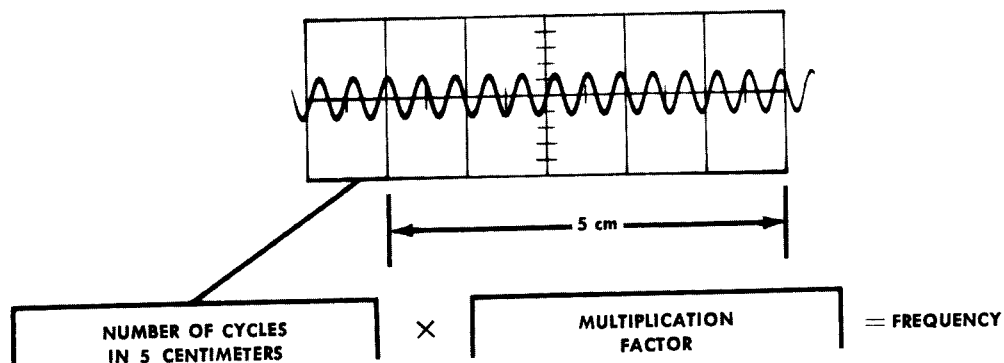 5 cm
NUMBER OF CYCLES
IN 5 CENTIMETERS
×
MULTIPLICATION
FACTOR
= FREQUENCY